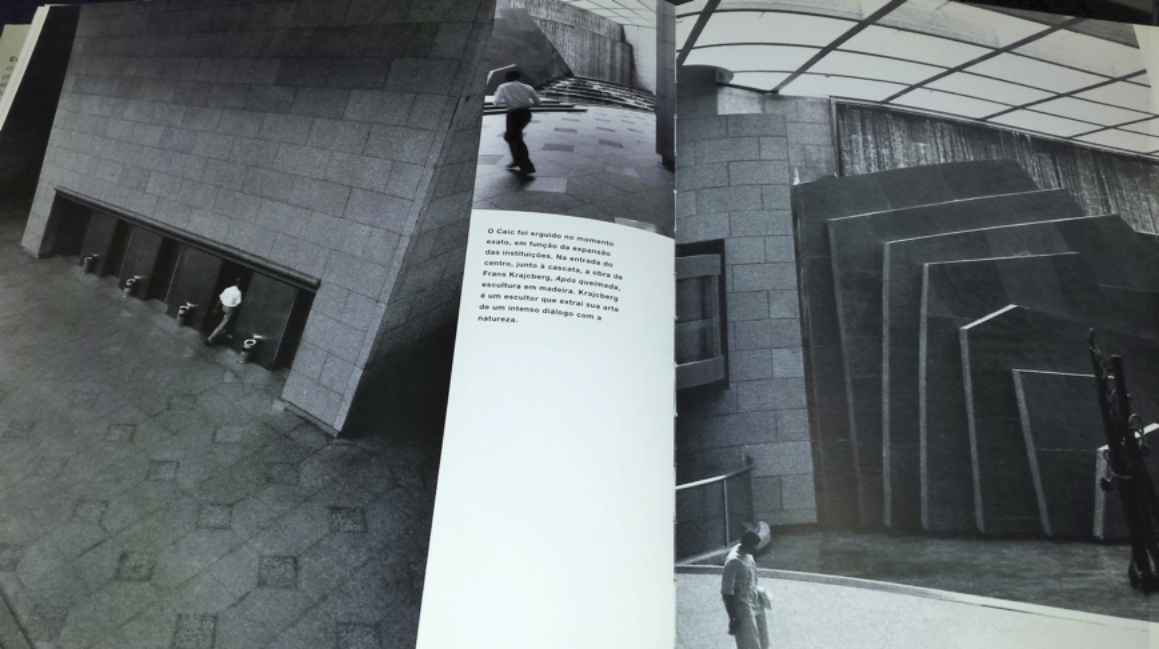 O Ceic foi erguido no momento
exato, em função da expansão
das instituições. Na entrada do
centro, junto à cascata, a obra de
Frans Krajcberg, Após queimada,
escultura em madeira. Krajcberg
é um escultor que extrai sua arte
de um intenso diálogo com a
natureza.